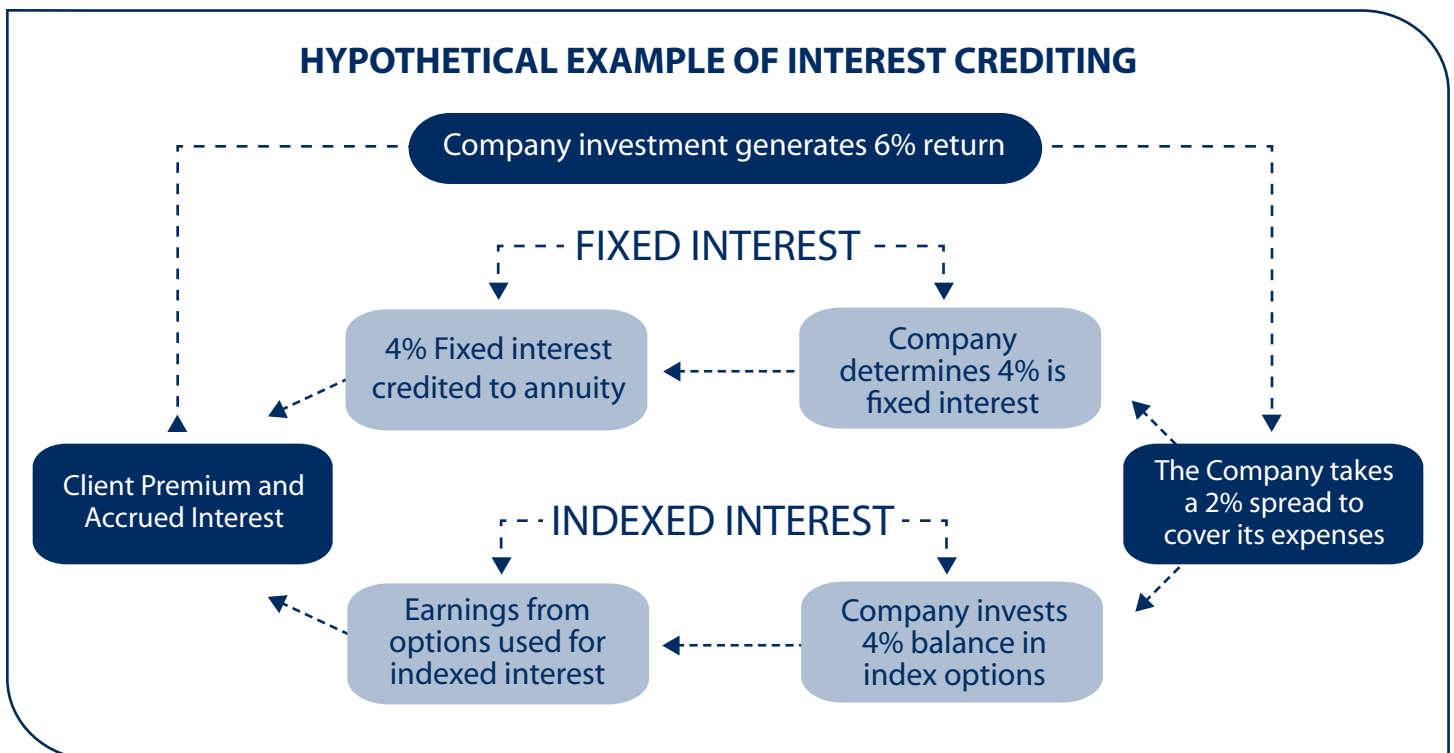 HYPOTHETICAL EXAMPLE OF INTEREST CREDITING
Company investment generates 6% return
FIXED INTEREST
4% Fixed interest
credited to annuity
Company
determines 4% is
fixed interest
Client Premium and
Accrued Interest
The Company takes
a 2% spread to
cover its expenses
INDEXED INTEREST
Earnings from
options used for
indexed interest
Company invests
4% balance in
index options